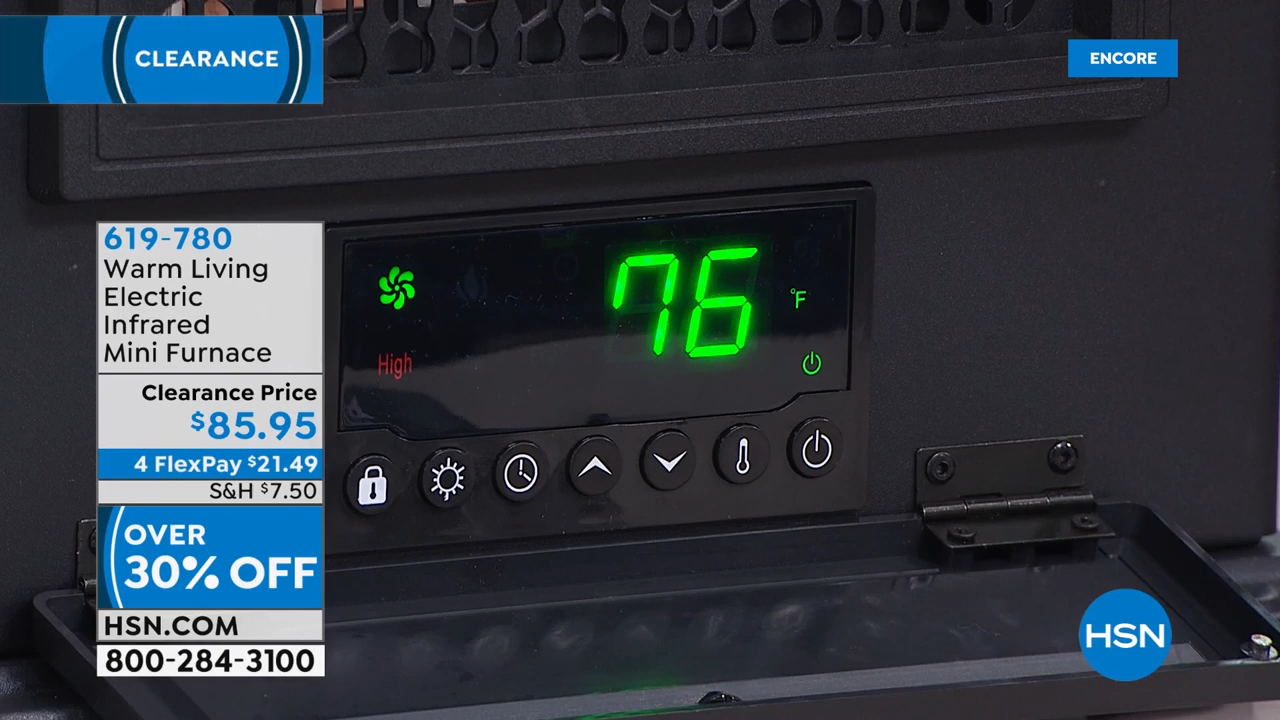 CLEARANCE
ENCORE
619-780
Warm Living
Electric
Infrared
Mini Furnace
Clearance Price
$85.95
4 FlexPay $21.49
S&H $7.50
OVER
30% OFF
HSN.COM
800-284-3100
76 °F
High
HSN